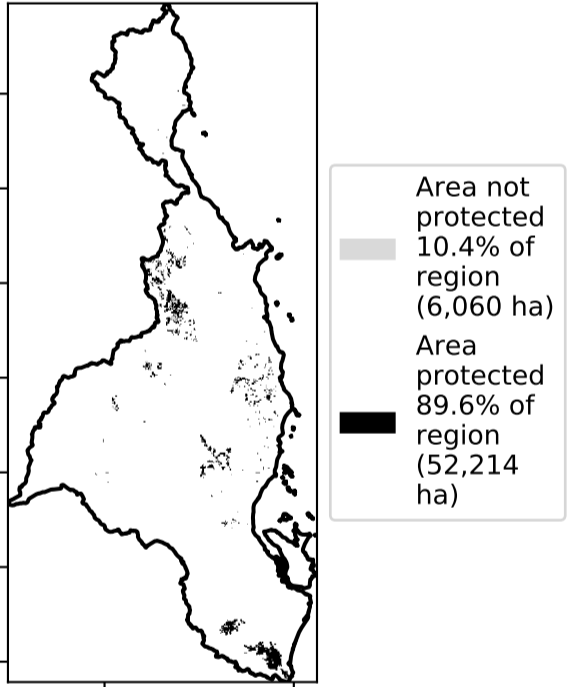 Area not
protected
10.4% of
region
(6,060 ha)
Area
protected
89.6% of
region
(52,214
ha)